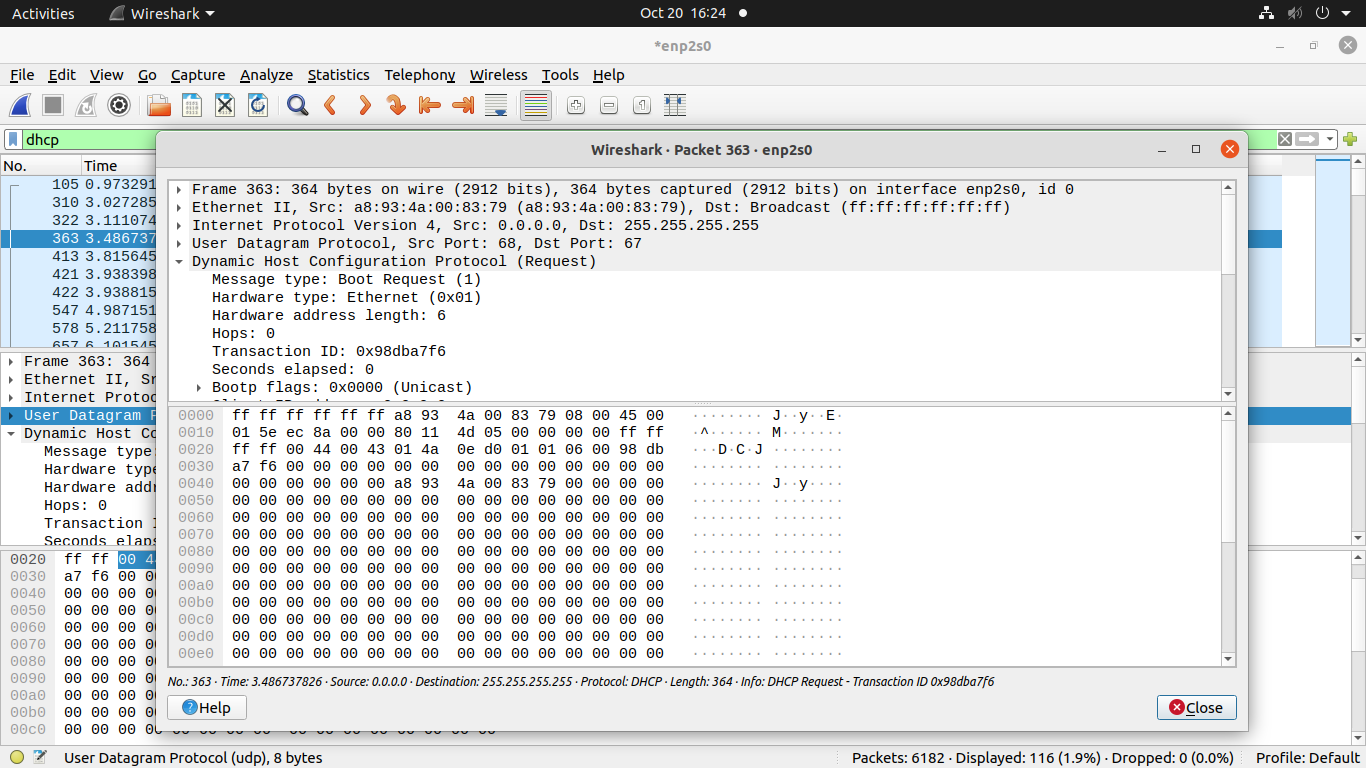 Activities Wireshark Oct 20 16:24
*enp2s0
File Edit View Go Capture Analyze Statistics Telephony Wireless Tools Help
dhcp
No. Time
105 0.973291
310 3.027285
322 3.111074
363 3.486737
413 3.815645
421 3.938398
422 3.938815
547 4.987151
578 5.211758
657 6.101545
Frame 363: 364
Ethernet II, Sr
Internet Protoc
User Datagram P
Dynamic Host Co
Message type
Hardware type
Hardware addr
Hops: 0
Transaction I
Seconds elaps
0020 ff ff 00 44
0030 a7 f6 00 00
0040 00 00 00 00
0050 00 00 00 00
0060 00 00 00 00
0070 00 00 00 00
0080 00 00 00 00
0090 00 00 00 00
00a0 00 00 00 00
00b0 00 00 00 00
00c0 00 00 00 00 00 00 00 00 00 00 00 00 00 00 00 00
Wireshark · Packet 363 · enp2s0
Frame 363: 364 bytes on wire (2912 bits), 364 bytes captured (2912 bits) on interface enp2s0, id 0
Ethernet II, Src: a8:93:4a:00:83:79 (a8:93:4a:00:83:79), Dst: Broadcast (ff:ff:ff:ff:ff:ff)
Internet Protocol Version 4, Src: 0.0.0.0, Dst: 255.255.255.255
User Datagram Protocol, Src Port: 68, Dst Port: 67
Dynamic Host Configuration Protocol (Request)
Message type: Boot Request (1)
Hardware type: Ethernet (0x01)
Hardware address length: 6
Hops: 0
Transaction ID: 0x98dba7f6
Seconds elapsed: 0
Bootp flags: 0x0000 (Unicast)
0000 ff ff ff ff ff ff a8 93 4a 00 83 79 08 00 45 00 ········ J··y··E·
0010 01 5e ec 8a 00 00 80 11 4d 05 00 00 00 00 ff ff ·^······ M·······
0020 ff ff 00 44 00 43 01 4a 0e d0 01 01 06 00 98 db ···D·C·J ········
0030 a7 f6 00 00 00 00 00 00 00 00 00 00 00 00 00 00 ········ ········
0040 00 00 00 00 00 00 a8 93 4a 00 83 79 00 00 00 00 ········ J··y····
0050 00 00 00 00 00 00 00 00 00 00 00 00 00 00 00 00 ········ ········
0060 00 00 00 00 00 00 00 00 00 00 00 00 00 00 00 00 ········ ········
0070 00 00 00 00 00 00 00 00 00 00 00 00 00 00 00 00 ········ ········
0080 00 00 00 00 00 00 00 00 00 00 00 00 00 00 00 00 ········ ········
0090 00 00 00 00 00 00 00 00 00 00 00 00 00 00 00 00 ········ ········
00a0 00 00 00 00 00 00 00 00 00 00 00 00 00 00 00 00 ········ ········
00b0 00 00 00 00 00 00 00 00 00 00 00 00 00 00 00 00 ········ ········
00c0 00 00 00 00 00 00 00 00 00 00 00 00 00 00 00 00 ········ ········
00d0 00 00 00 00 00 00 00 00 00 00 00 00 00 00 00 00 ········ ········
00e0 00 00 00 00 00 00 00 00 00 00 00 00 00 00 00 00 ········ ········
No.: 363 · Time: 3.486737826 · Source: 0.0.0.0 · Destination: 255.255.255.255 · Protocol: DHCP · Length: 364 · Info: DHCP Request - Transaction ID 0x98dba7f6
Help Close
User Datagram Protocol (udp), 8 bytes Packets: 6182 · Displayed: 116 (1.9%) · Dropped: 0 (0.0%) Profile: Default